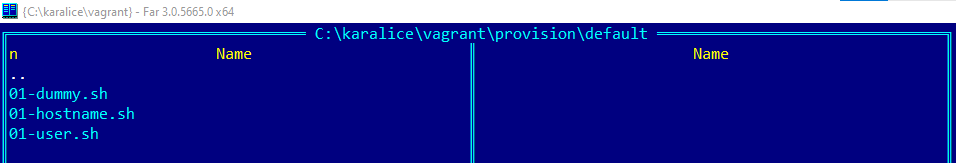 {C:\karalice\vagrant} - Far 3.0.5665.0 x64
C:\karalice\vagrant\provision\default
n Name Name
..
01-dummy.sh
01-hostname.sh
01-user.sh